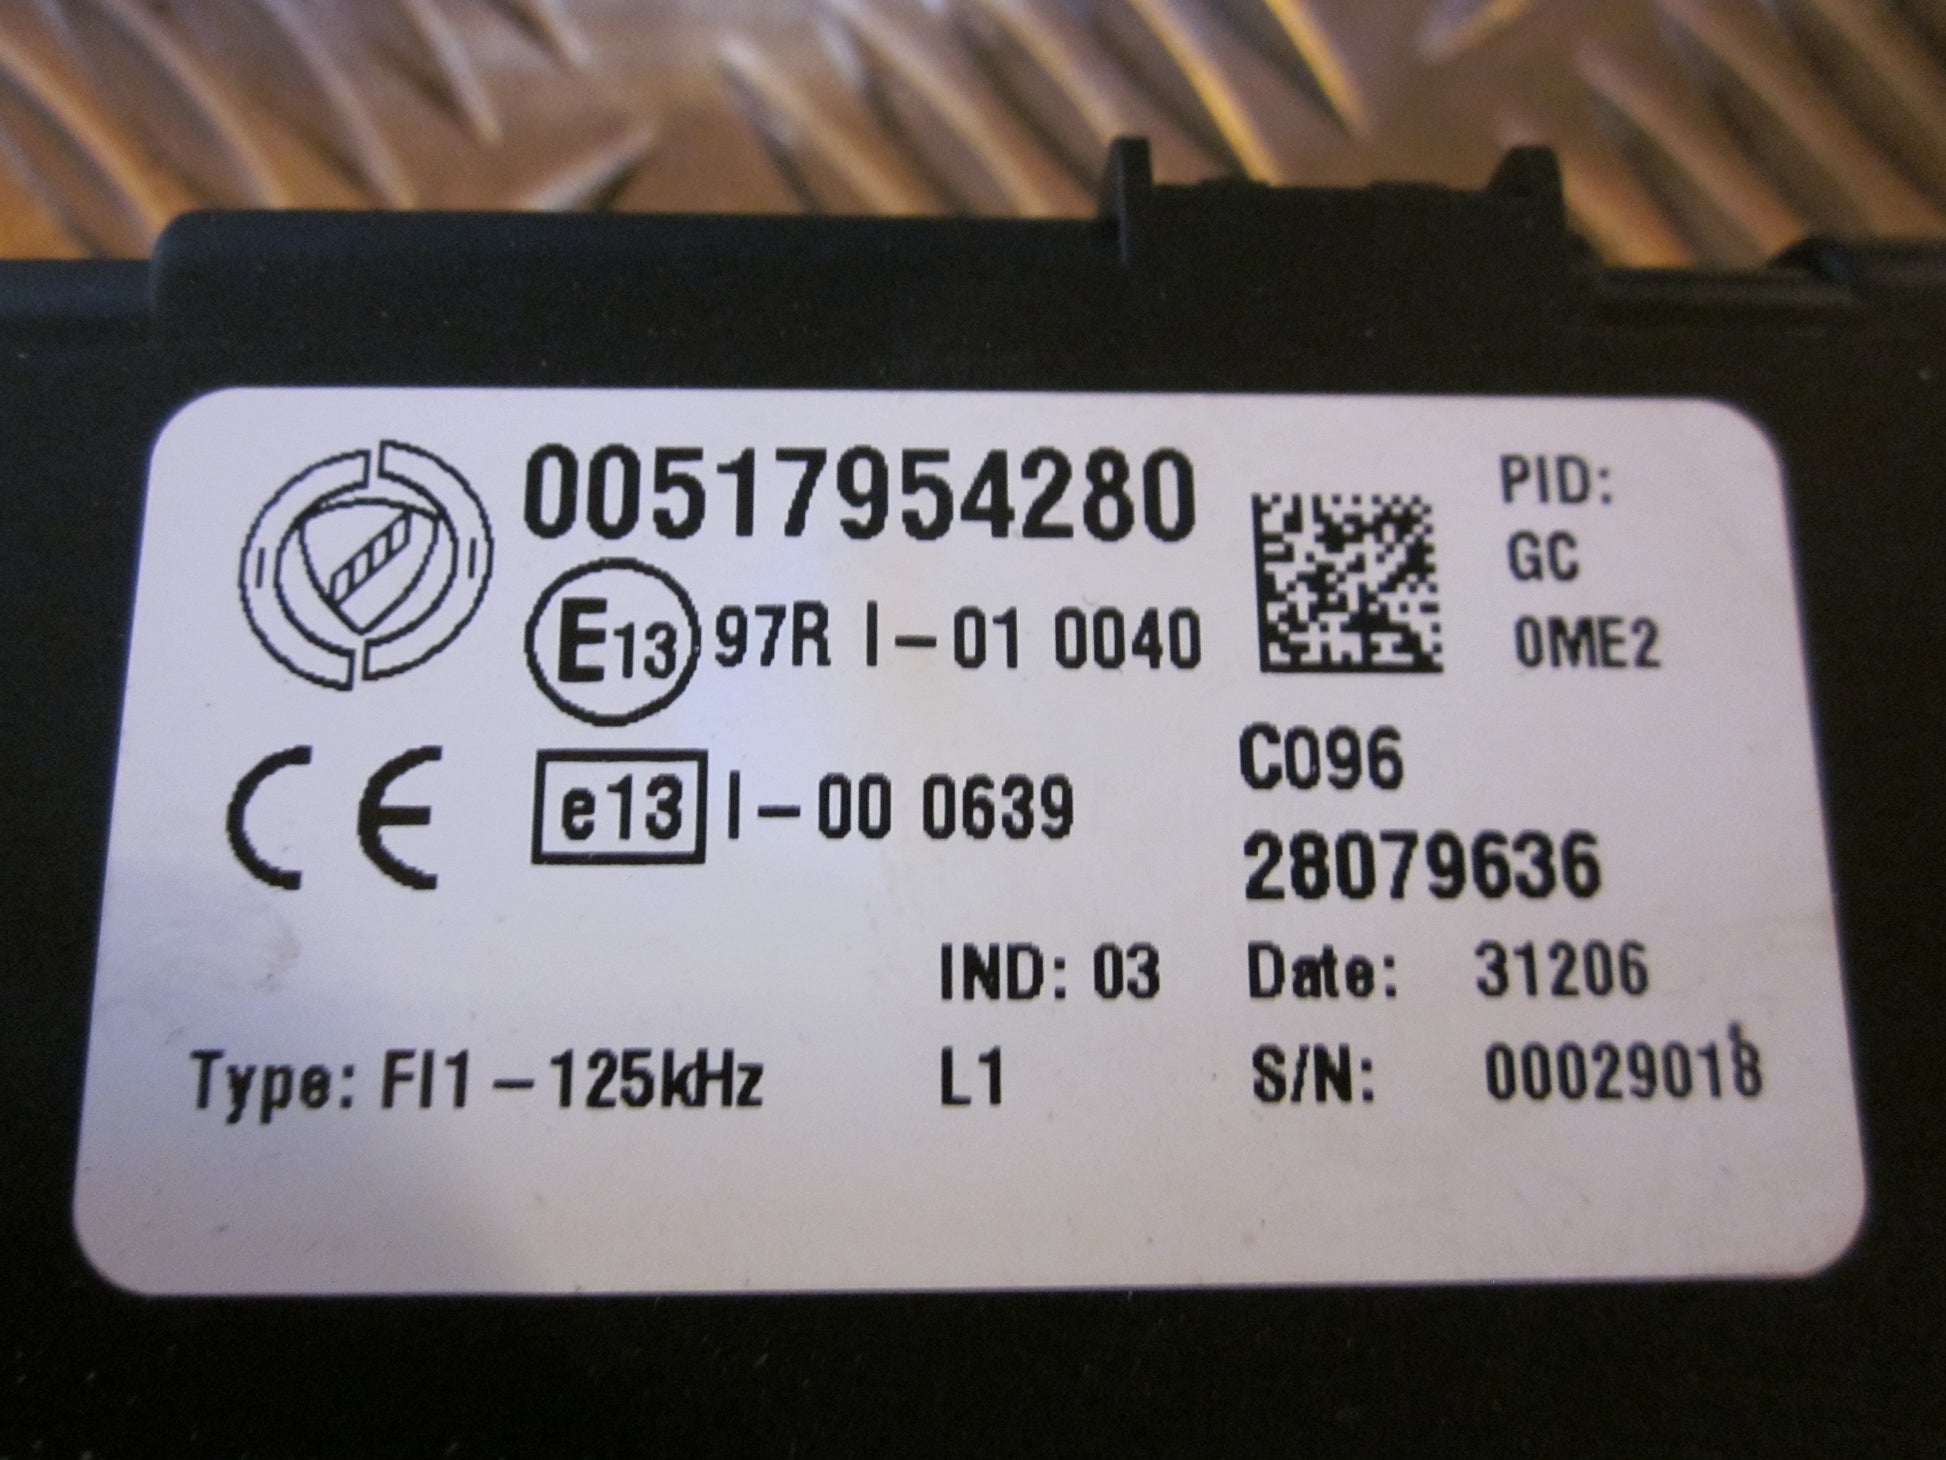 00517954280
E13 97R I-01 0040
CE e13 I-00 0639
PID:
GC
0ME2
C096
28079636
IND: 03 Date: 31206
Type: FI1-125kHz L1 S/N: 00029018